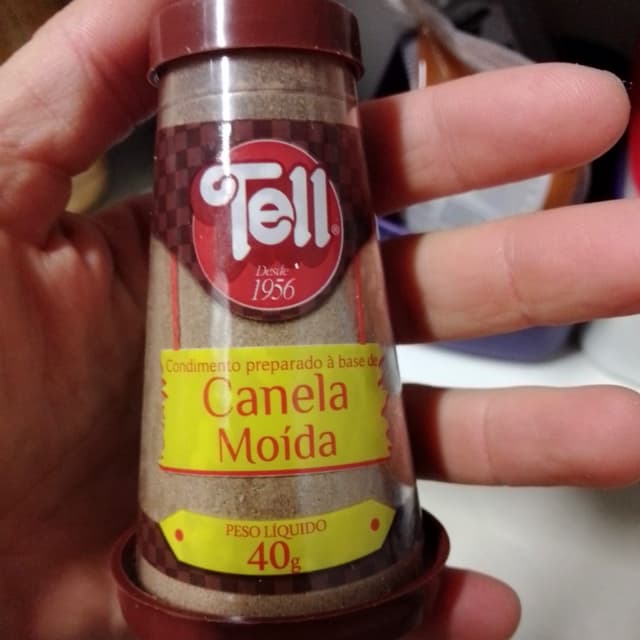 Tell
Desde
1956
Condimento preparado à base de
Canela
Moída
PESO LÍQUIDO
40g